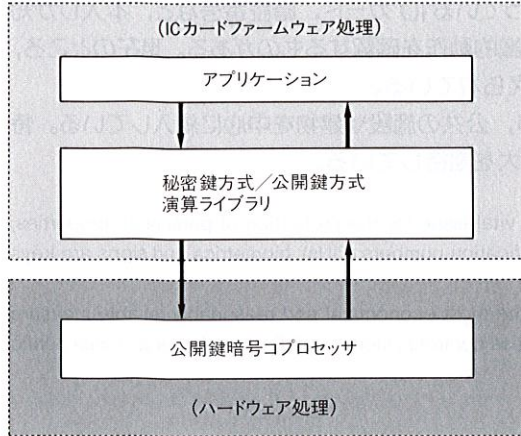 (ICカードファームウェア処理)
アプリケーション
秘密鍵方式／公開鍵方式
演算ライブラリ
公開鍵暗号コプロセッサ
(ハードウェア処理)